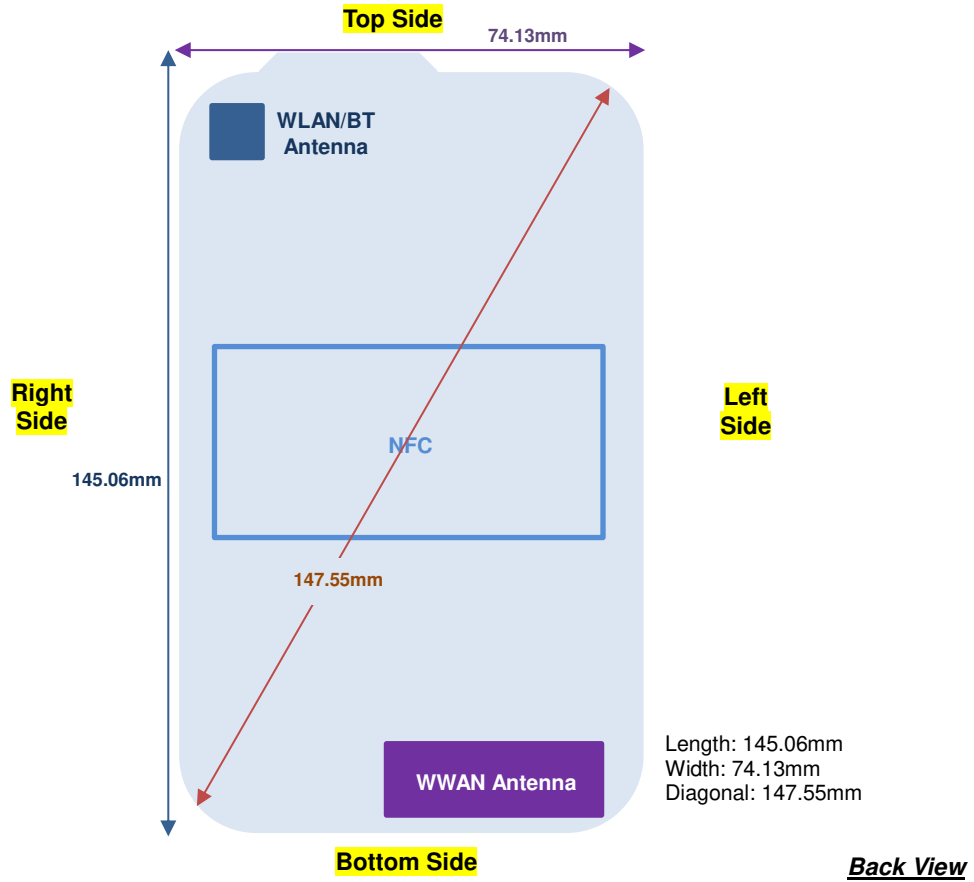 Top Side
74.13mm
WLAN/BT
Antenna
Right
Side
Left
Side
NFC
145.06mm
147.55mm
WWAN Antenna
Length: 145.06mm
Width: 74.13mm
Diagonal: 147.55mm
Bottom Side
Back View